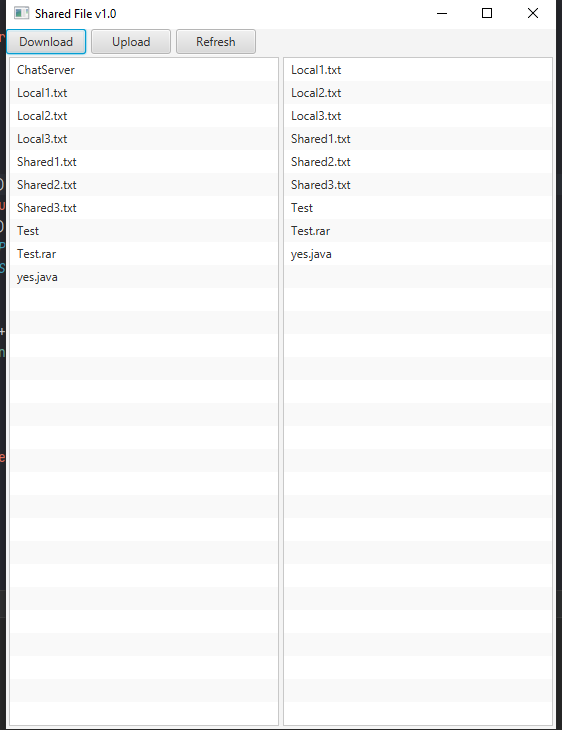 Shared File v1.0
Download Upload Refresh
ChatServer
Local1.txt
Local2.txt
Local3.txt
Shared1.txt
Shared2.txt
Shared3.txt
Test
Test.rar
yes.java
Local1.txt
Local2.txt
Local3.txt
Shared1.txt
Shared2.txt
Shared3.txt
Test
Test.rar
yes.java